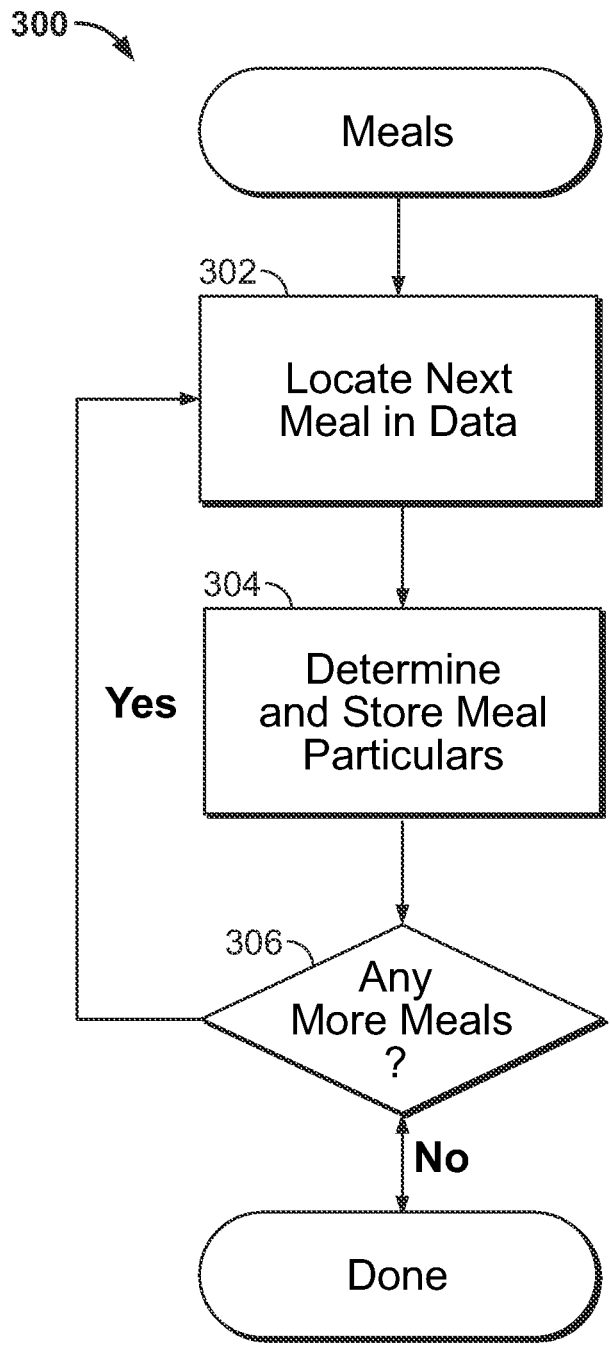 300
Meals
302
Locate Next
Meal in Data
304
Determine
and Store Meal
Particulars
Yes
306
Any
More Meals
?
No
Done